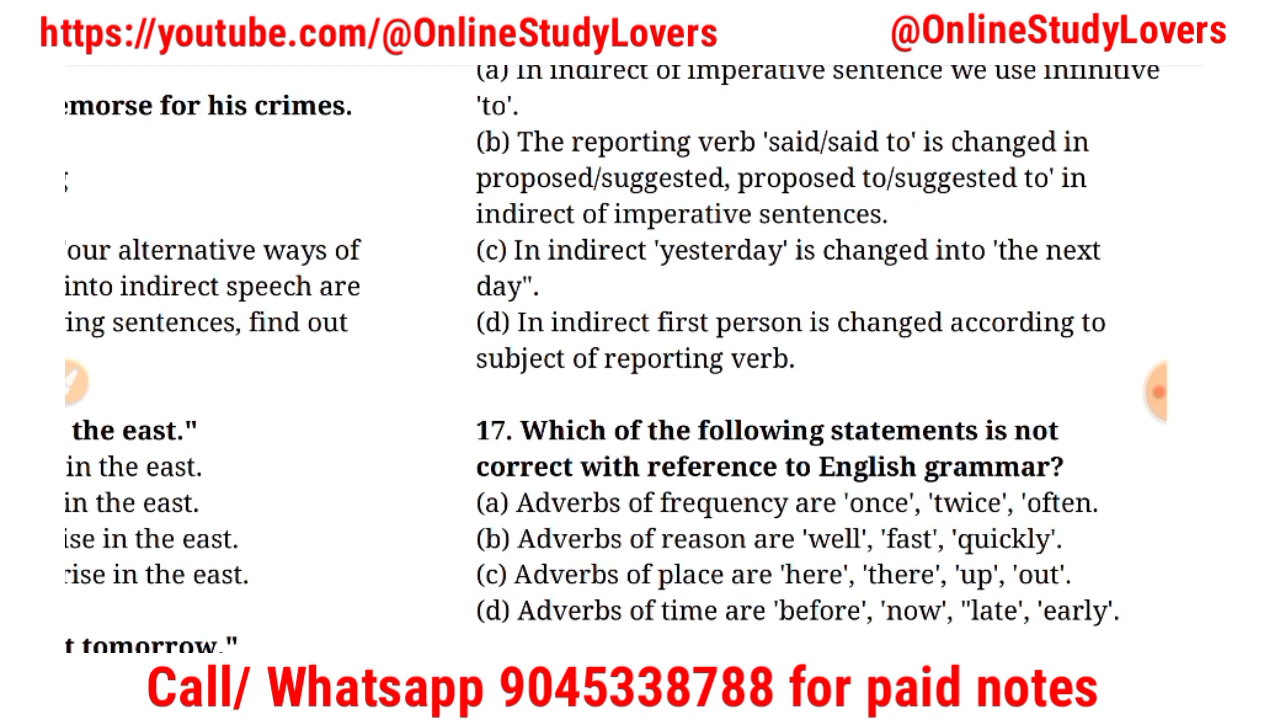 https://youtube.com/@OnlineStudyLovers
@OnlineStudyLovers
emorse for his crimes.
our alternative ways of
into indirect speech are
ing sentences, find out
the east."
in the east.
in the east.
ise in the east.
rise in the east.
t tomorrow."
(a) In indirect of imperative sentence we use infinitive
'to'.
(b) The reporting verb 'said/said to' is changed in
proposed/suggested, proposed to/suggested to' in
indirect of imperative sentences.
(c) In indirect 'yesterday' is changed into 'the next
day".
(d) In indirect first person is changed according to
subject of reporting verb.
17. Which of the following statements is not
correct with reference to English grammar?
(a) Adverbs of frequency are 'once', 'twice', 'often.
(b) Adverbs of reason are 'well', 'fast', 'quickly'.
(c) Adverbs of place are 'here', 'there', 'up', 'out'.
(d) Adverbs of time are 'before', 'now', "late', 'early'.
Call/ Whatsapp 9045338788 for paid notes